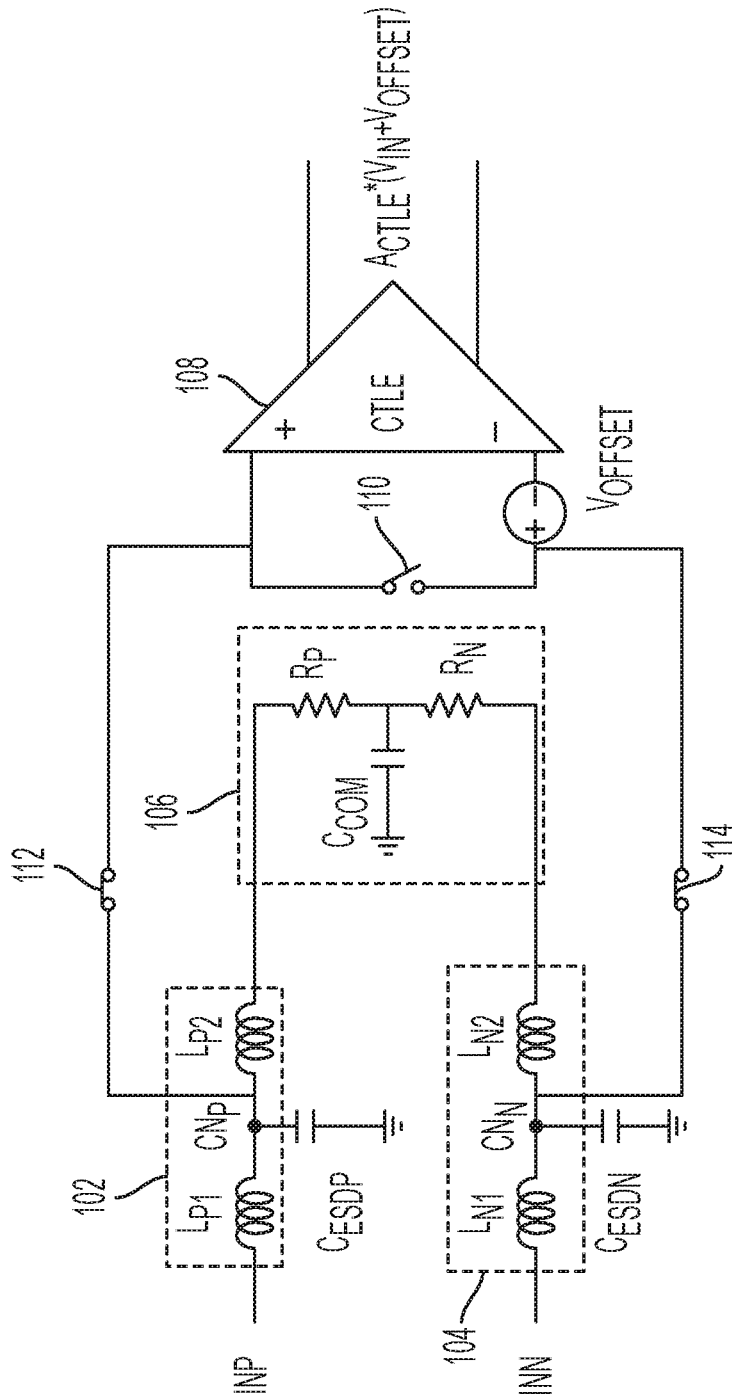 INP
102
LP1
CNP
LP2
CESDP
112
106
RP
CCOM
RN
110
108
+
CTLE
−
+
−
VOFFSET
ACTLE*(VIN+VOFFSET)
INN
104
LN1
CNN
LN2
CESDN
114